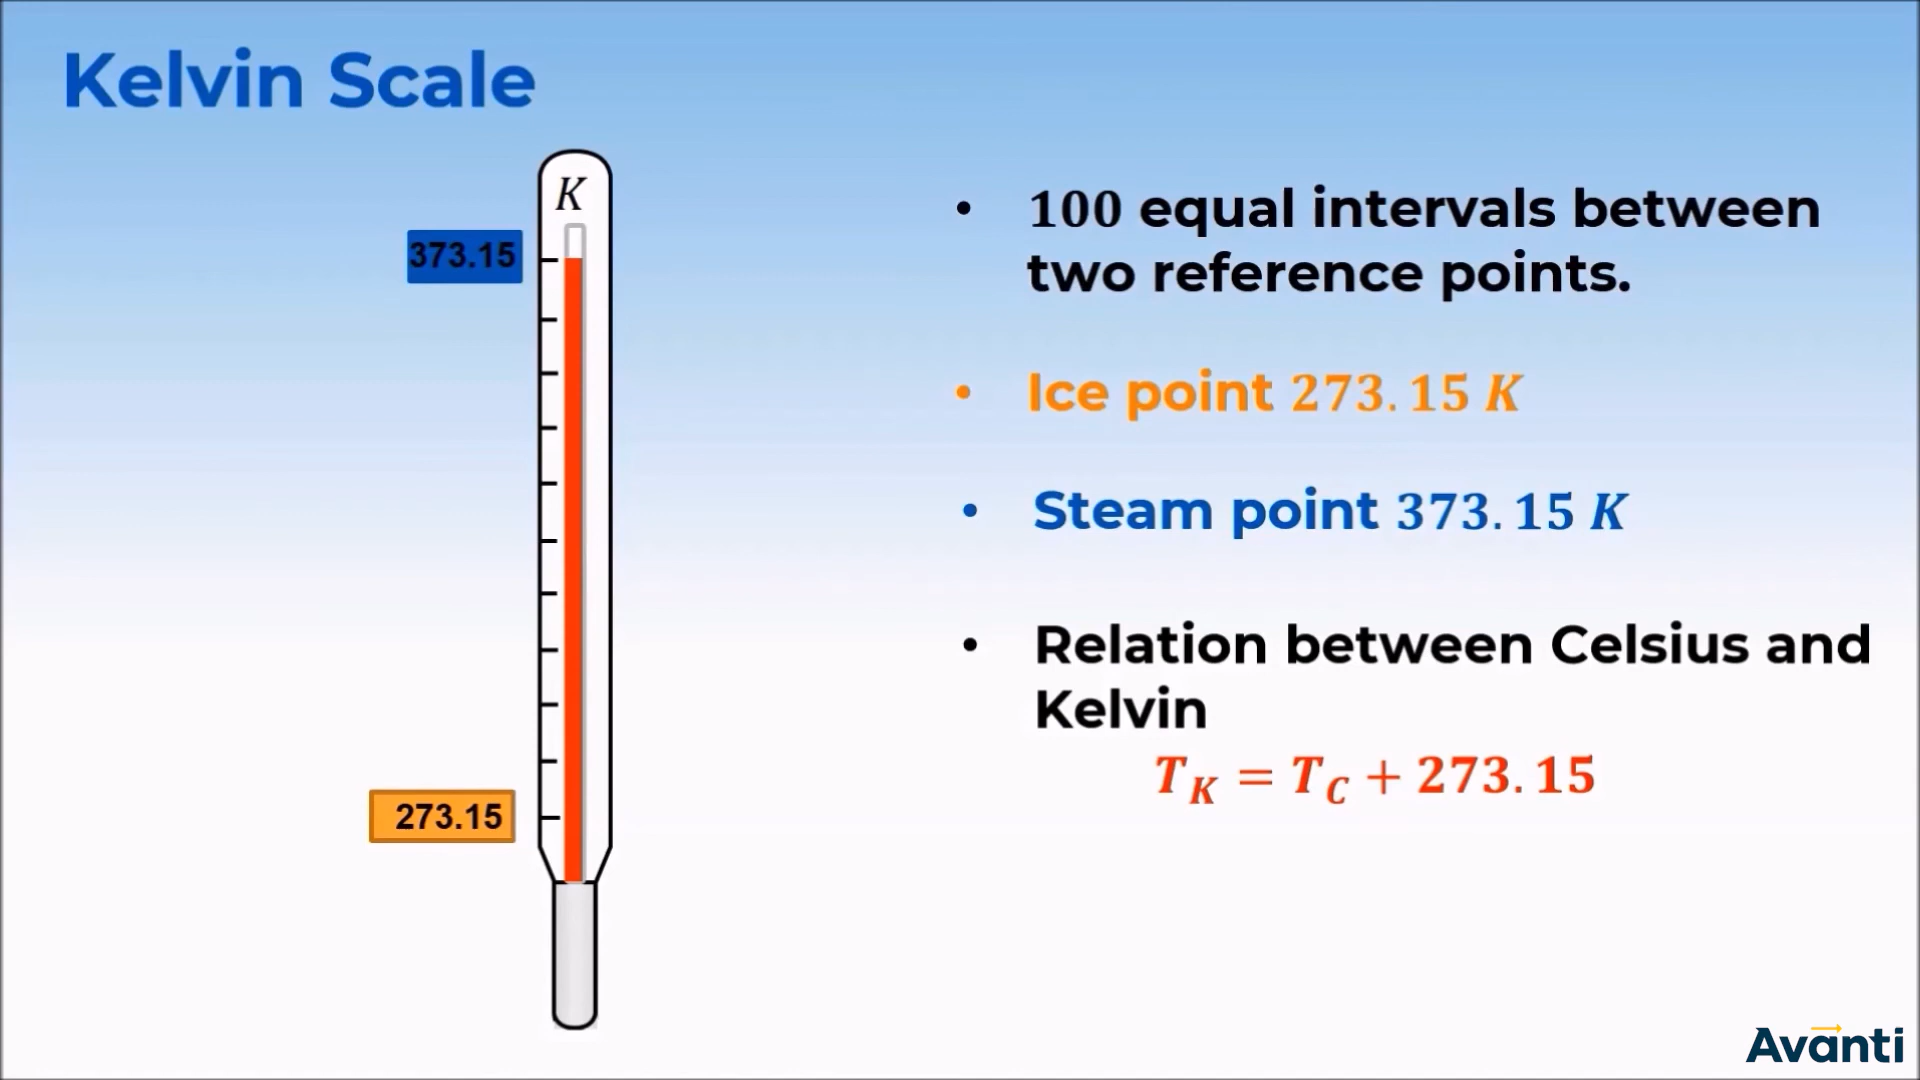 Kelvin Scale
K
373.15
273.15
• 100 equal intervals between
two reference points.
• Ice point 273.15 K
• Steam point 373.15 K
• Relation between Celsius and
Kelvin
T_K = T_C + 273.15
Avanti